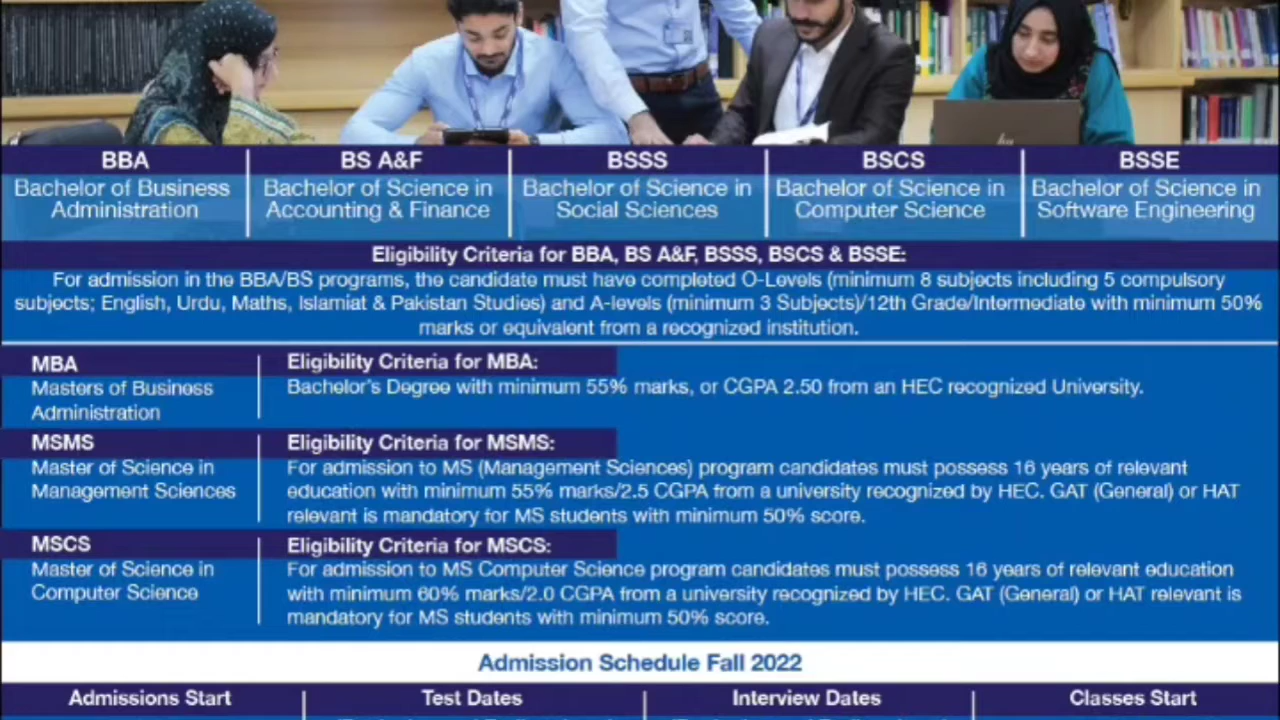 BBA
Bachelor of Business
Administration
BS A&F
Bachelor of Science in
Accounting & Finance
BSSS
Bachelor of Science in
Social Sciences
BSCS
Bachelor of Science in
Computer Science
BSSE
Bachelor of Science in
Software Engineering
Eligibility Criteria for BBA, BS A&F, BSSS, BSCS & BSSE:
For admission in the BBA/BS programs, the candidate must have completed O-Levels (minimum 8 subjects including 5 compulsory
subjects; English, Urdu, Maths, Islamiat & Pakistan Studies) and A-levels (minimum 3 Subjects)/12th Grade/Intermediate with minimum 50%
marks or equivalent from a recognized institution.
MBA
Masters of Business
Administration
Eligibility Criteria for MBA:
Bachelor's Degree with minimum 55% marks, or CGPA 2.50 from an HEC recognized University.
MSMS
Master of Science in
Management Sciences
Eligibility Criteria for MSMS:
For admission to MS (Management Sciences) program candidates must possess 16 years of relevant
education with minimum 55% marks/2.5 CGPA from a university recognized by HEC. GAT (General) or HAT
relevant is mandatory for MS students with minimum 50% score.
MSCS
Master of Science in
Computer Science
Eligibility Criteria for MSCS:
For admission to MS Computer Science program candidates must possess 16 years of relevant education
with minimum 60% marks/2.0 CGPA from a university recognized by HEC. GAT (General) or HAT relevant is
mandatory for MS students with minimum 50% score.
Admission Schedule Fall 2022
Admissions Start
Test Dates
Interview Dates
Classes Start